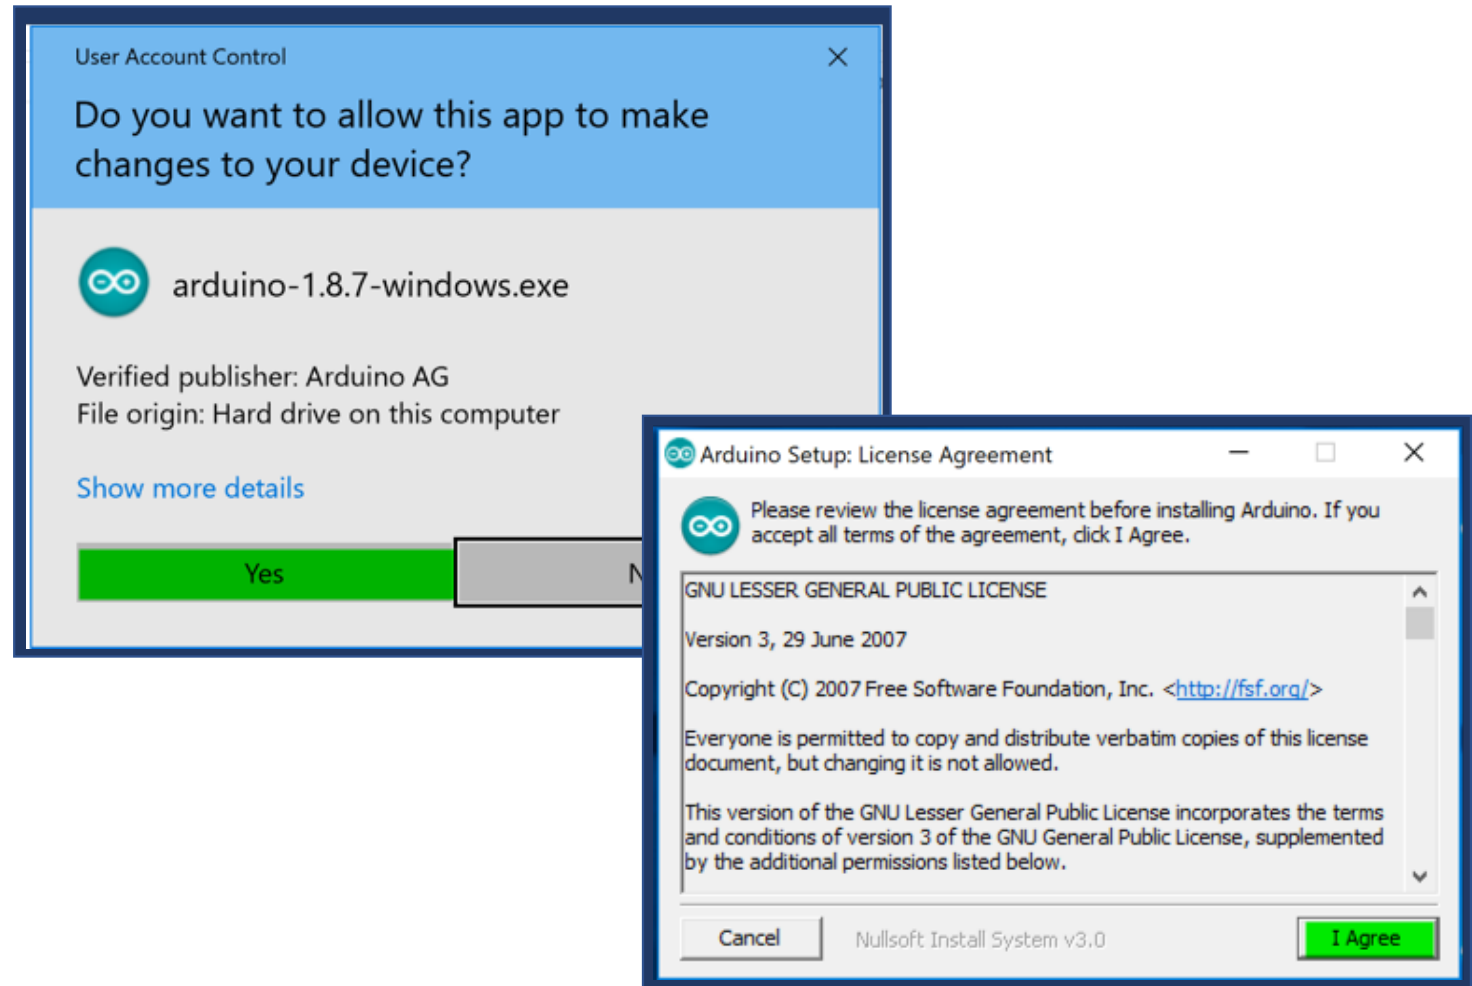 User Account Control
Do you want to allow this app to make
changes to your device?
arduino-1.8.7-windows.exe
Verified publisher: Arduino AG
File origin: Hard drive on this computer
Show more details
Yes
Arduino Setup: License Agreement
Please review the license agreement before installing Arduino. If you
accept all terms of the agreement, click I Agree.
GNU LESSER GENERAL PUBLIC LICENSE
Version 3, 29 June 2007
Copyright (C) 2007 Free Software Foundation, Inc. <http://fsf.org/>
Everyone is permitted to copy and distribute verbatim copies of this license
document, but changing it is not allowed.
This version of the GNU Lesser General Public License incorporates the terms
and conditions of version 3 of the GNU General Public License, supplemented
by the additional permissions listed below.
Cancel
Nullsoft Install System v3.0
I Agree